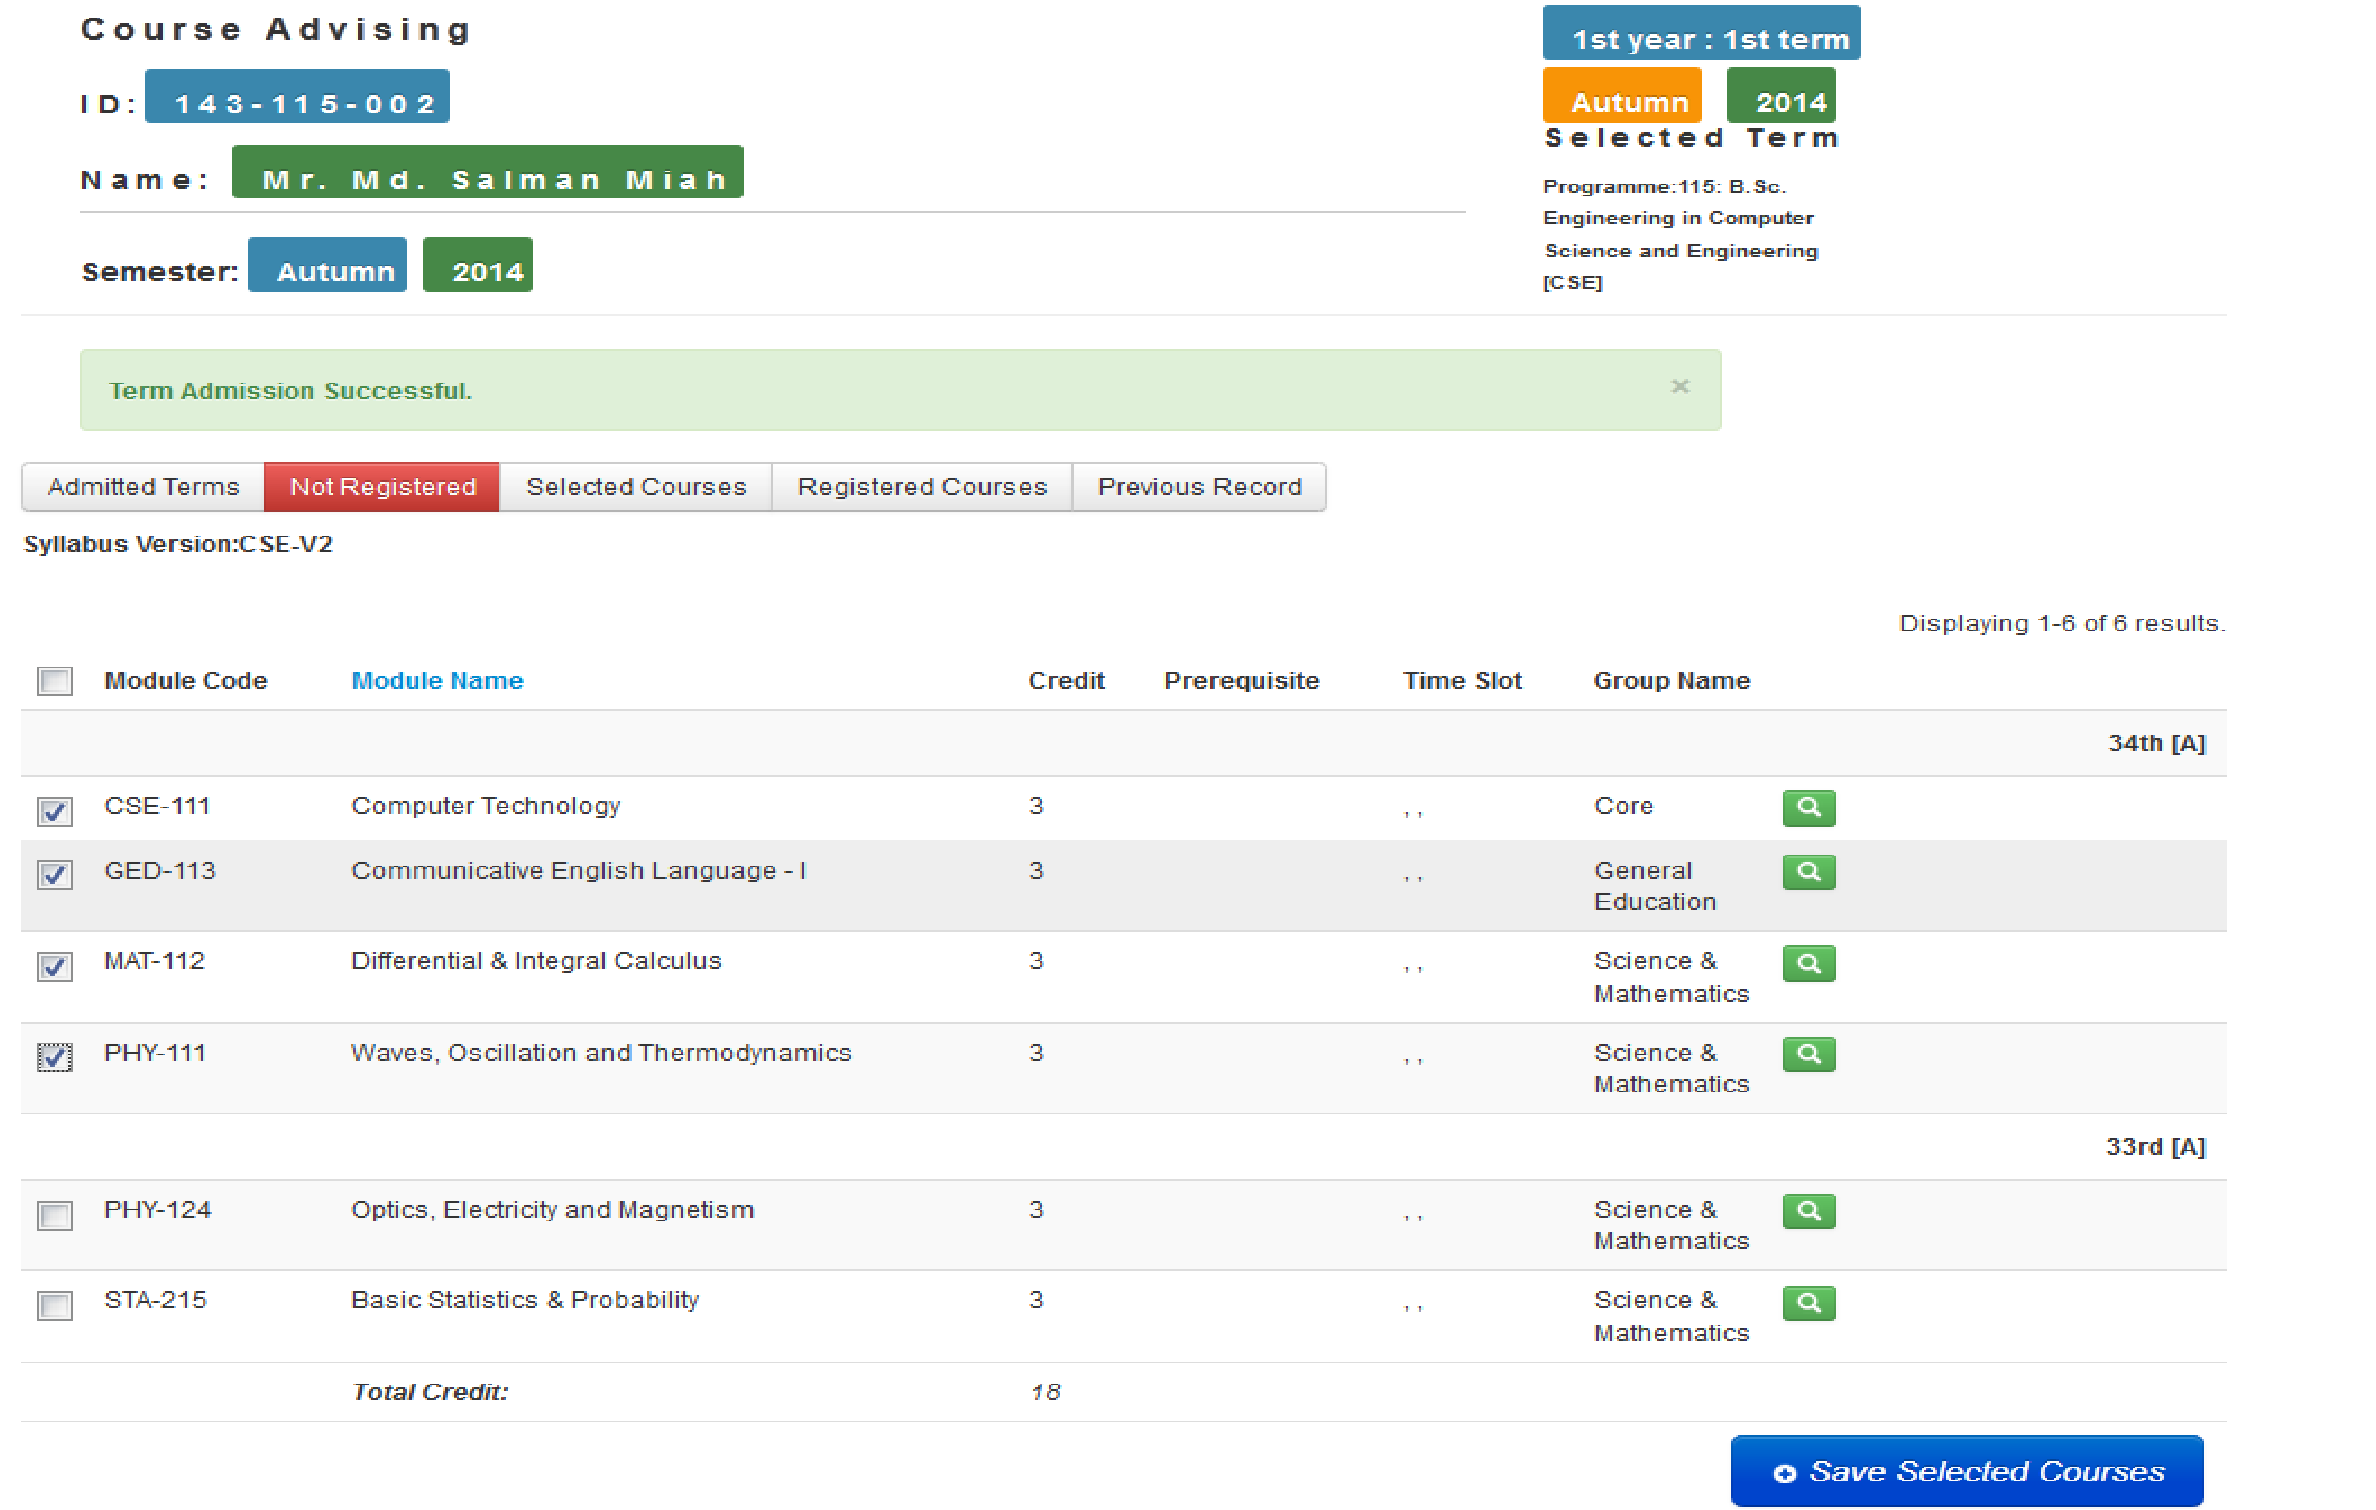 Course Advising
ID: 143-115-002
Name: Mr. Md. Salman Miah
Semester: Autumn 2014
1st year : 1st term
Autumn 2014
Selected Term
Programme:115: B.Sc.
Engineering in Computer
Science and Engineering
[CSE]
Term Admission Successful. ×
Admitted Terms Not Registered Selected Courses Registered Courses Previous Record
Syllabus Version:CSE-V2
Displaying 1-6 of 6 results.
Module Code Module Name Credit Prerequisite Time Slot Group Name
34th [A]
CSE-111 Computer Technology 3 , , Core
GED-113 Communicative English Language - I 3 , , General
Education
MAT-112 Differential & Integral Calculus 3 , , Science &
Mathematics
PHY-111 Waves, Oscillation and Thermodynamics 3 , , Science &
Mathematics
33rd [A]
PHY-124 Optics, Electricity and Magnetism 3 , , Science &
Mathematics
STA-215 Basic Statistics & Probability 3 , , Science &
Mathematics
Total Credit: 18
Save Selected Courses